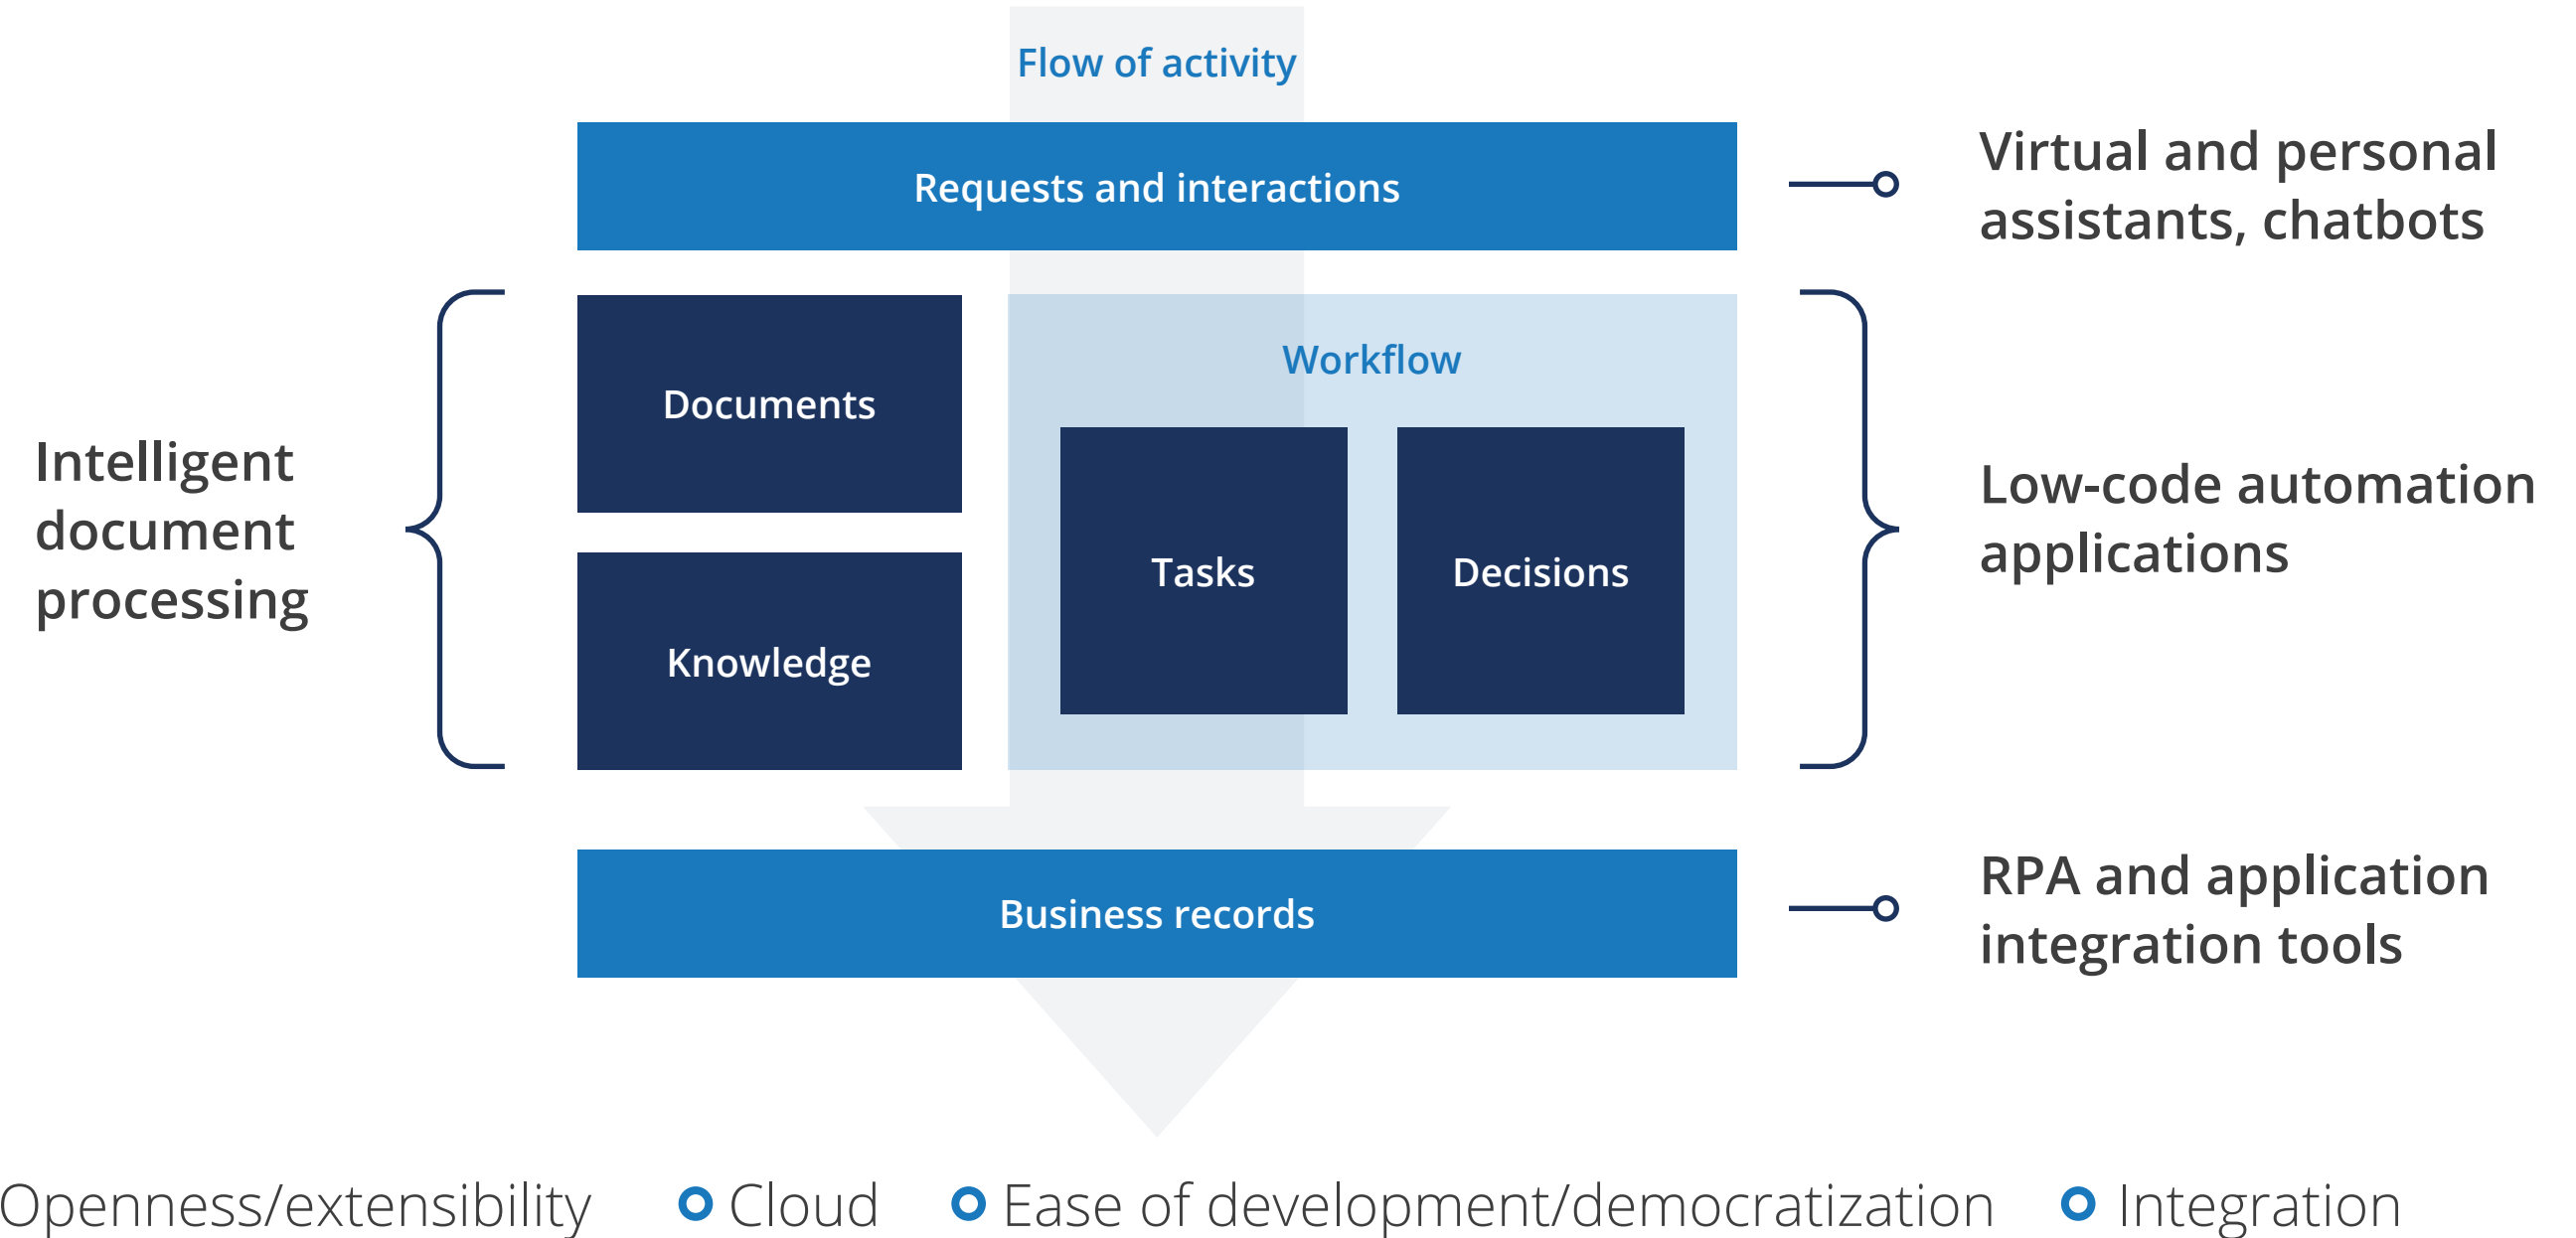 Flow of activity
Requests and interactions
Virtual and personal
assistants, chatbots
Intelligent
document
processing
Documents
Knowledge
Workflow
Tasks
Decisions
Low-code automation
applications
Business records
RPA and application
integration tools
Openness/extensibility
Cloud
Ease of development/democratization
Integration